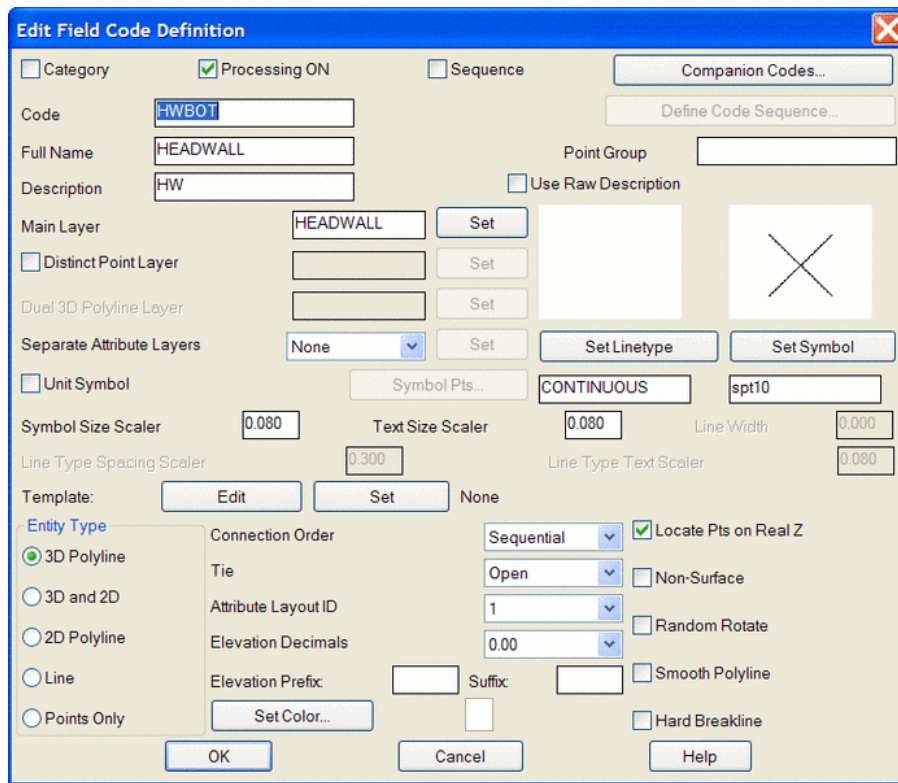 Edit Field Code Definition
Category Processing ON Sequence Companion Codes...
Code HWBOT Define Code Sequence...
Full Name HEADWALL Point Group
Description HW Use Raw Description
Main Layer HEADWALL Set
Distinct Point Layer Set
Dual 3D Polyline Layer Set
Separate Attribute Layers None Set Set Linetype Set Symbol
Unit Symbol Symbol Pts... CONTINUOUS spt10
Symbol Size Scaler 0.080 Text Size Scaler 0.080 Line Width 0.000
Line Type Spacing Scaler 0.300 Line Type Text Scaler 0.080
Template: Edit Set None
Entity Type
Connection Order Sequential Locate Pts on Real Z
3D Polyline
Tie Open Non-Surface
3D and 2D
Attribute Layout ID 1 Random Rotate
2D Polyline
Elevation Decimals 0.00
Line
Elevation Prefix: Suffix: Smooth Polyline
Points Only Set Color... Hard Breakline
OK Cancel Help